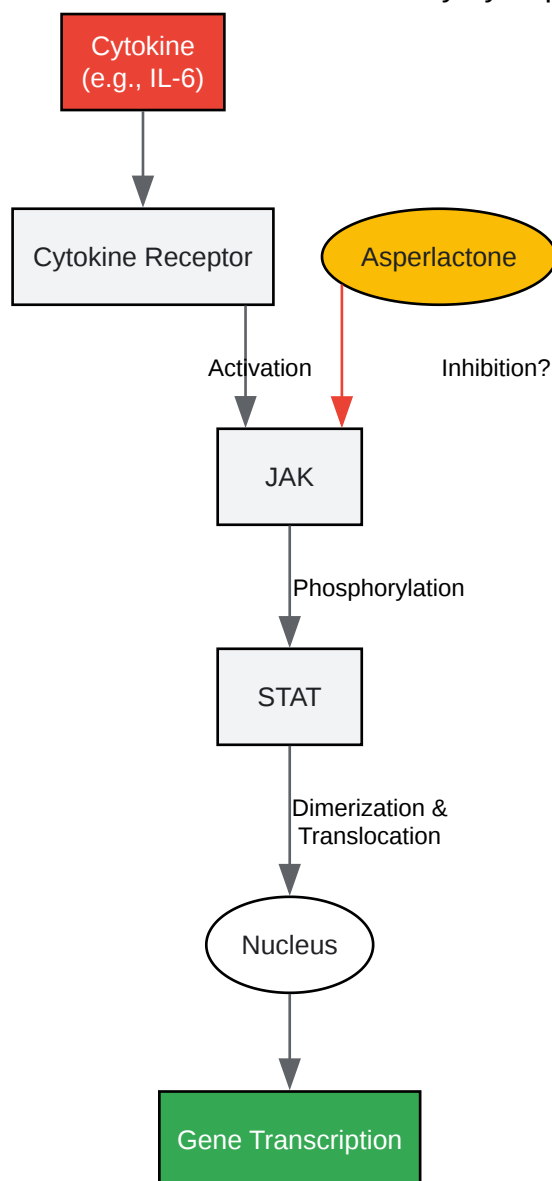 Cytokine
(e.g., IL-6)
Cytokine Receptor
Asperlactone
Activation
Inhibition?
JAK
Phosphorylation
STAT
Dimerization &
Translocation
Nucleus
Gene Transcription